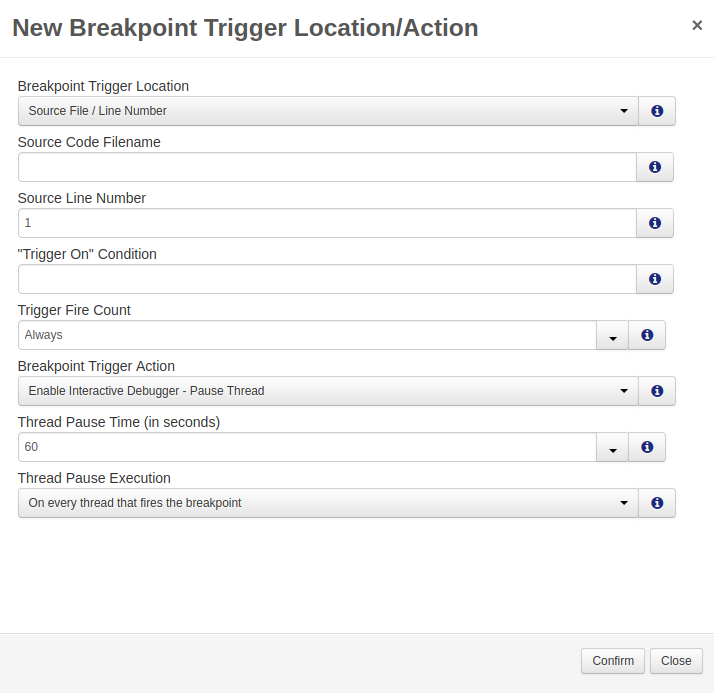 New Breakpoint Trigger Location/Action
×
Breakpoint Trigger Location
Source File / Line Number
Source Code Filename
Source Line Number
1
"Trigger On" Condition
Trigger Fire Count
Always
Breakpoint Trigger Action
Enable Interactive Debugger - Pause Thread
Thread Pause Time (in seconds)
60
Thread Pause Execution
On every thread that fires the breakpoint
Confirm Close